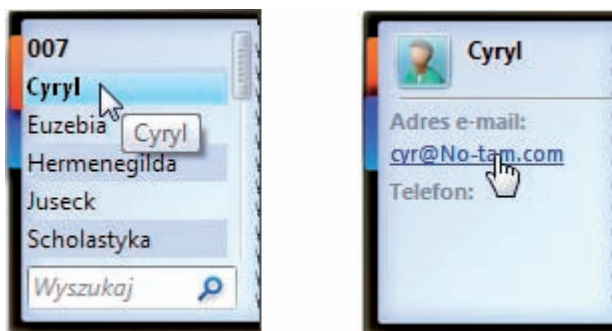 007
Cyryl
Euzebia
Cyryl
Hermenegilda
Juseck
Scholastyka
Wyszukaj
Cyryl
Adres e-mail:
cyr@No-tam.com
Telefon: